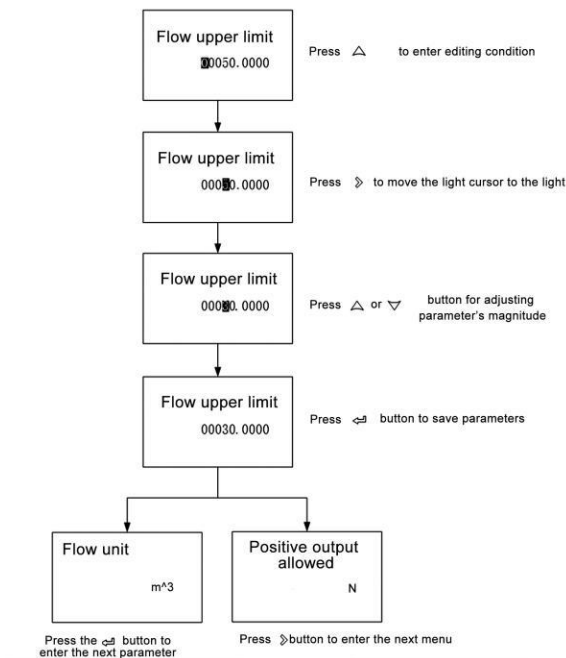 Flow upper limit
00050.0000
Press △ to enter editing condition
Flow upper limit
00050.0000
Press » to move the light cursor to the light
Flow upper limit
00030.0000
Press △ or ▽ button for adjusting
parameter's magnitude
Flow upper limit
00030.0000
Press ↵ button to save parameters
Flow unit
m^3
Press the ↵ button to
enter the next parameter
Positive output
allowed
N
Press » button to enter the next menu